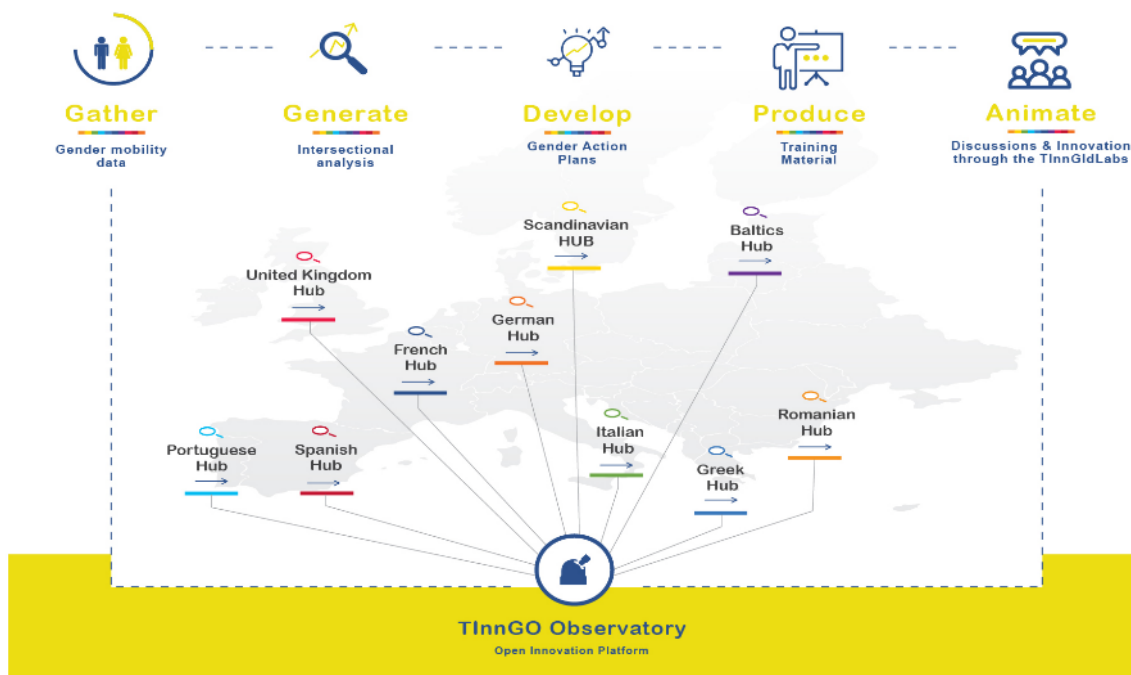 Gather
Gender mobility
data
Generate
Intersectional
analysis
Develop
Gender Action
Plans
Produce
Training
Material
Animate
Discussions & Innovation
through the TInnGIdLabs
Scandinavian
HUB
Baltics
Hub
United Kingdom
Hub
German
Hub
French
Hub
Romanian
Hub
Italian
Hub
Portuguese
Hub
Spanish
Hub
Greek
Hub
TInnGO Observatory
Open Innovation Platform